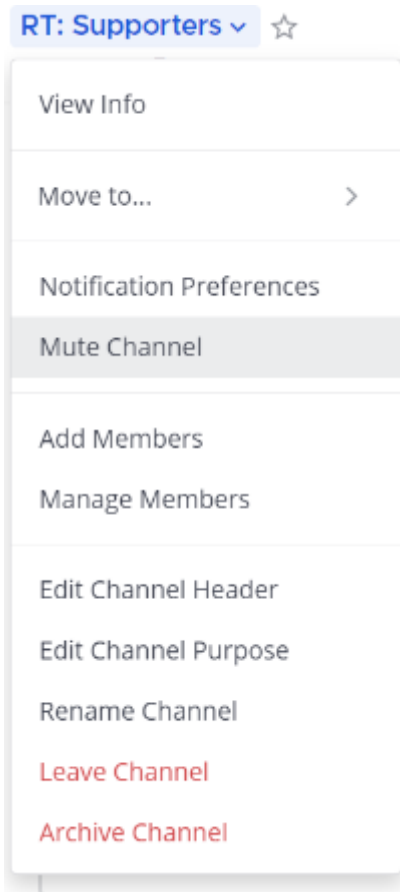 RT: Supporters
View Info
Move to...
Notification Preferences
Mute Channel
Add Members
Manage Members
Edit Channel Header
Edit Channel Purpose
Rename Channel
Leave Channel
Archive Channel